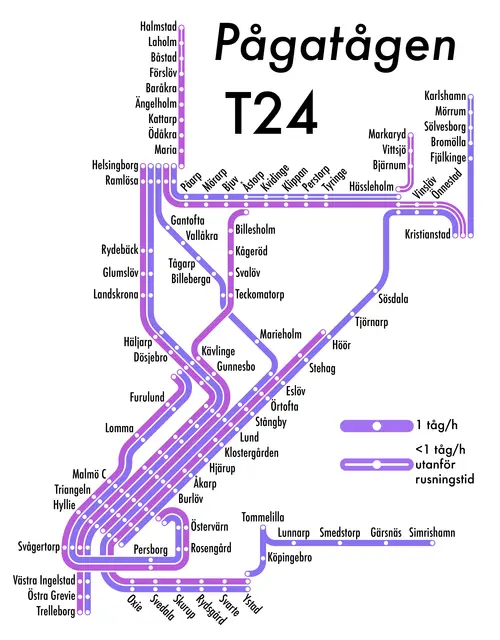 Pågatågen
T24
Halmstad
Laholm
Båstad
Förslöv
Baråkra
Ängelholm
Kattarp
Ödåkra
Maria
Helsingborg
Ramlösa
Påarp
Mörarp
Bjuv
Åstorp
Kvidinge
Klippan
Perstorp
Tyringe
Hässleholm
Markaryd
Vittsjö
Bjärnum
Vinslöv
Önnestad
Karlshamn
Mörrum
Sölvesborg
Bromölla
Fjälkinge
Kristianstad
Gantofta
Vallåkra
Tågarp
Billeberga
Billesholm
Kågeröd
Svalöv
Teckomatorp
Rydebäck
Glumslöv
Landskrona
Häljarp
Dösjebro
Kävlinge
Gunnesbo
Marieholm
Sösdala
Tjörnarp
Höör
Stehag
Eslöv
Örtofta
Stångby
Lund
Klostergården
Hjärup
Åkarp
Burlöv
Furulund
Lomma
Malmö C
Triangeln
Hyllie
Svågertorp
Persborg
Östervärn
Rosengård
Västra Ingelstad
Östra Grevie
Trelleborg
Oxie
Svedala
Skurup
Rydsgård
Svarte
Ystad
Köpingebro
Tommelilla
Lunnarp
Smedstorp
Gärsnäs
Simrishamn
1 tåg/h
<1 tåg/h
utanför
rusningstid